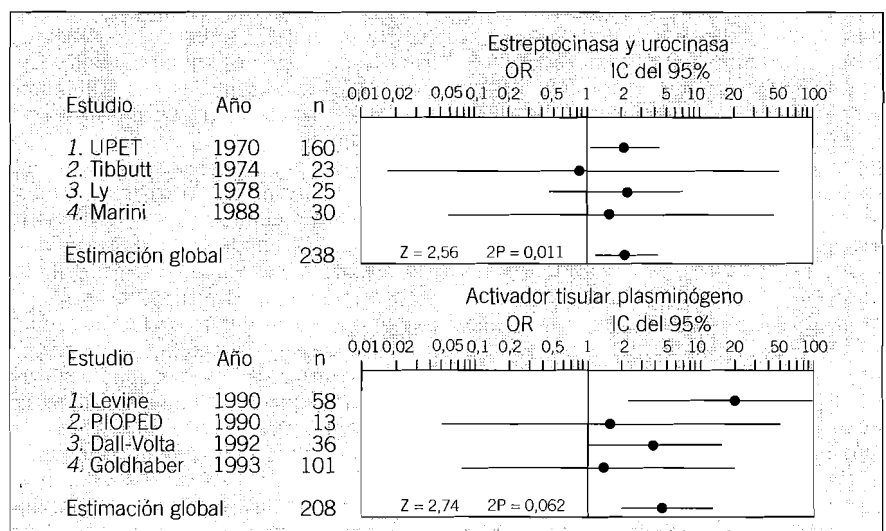 Estreptocinasa y urocinasa
OR IC del 95%
Estudio Año n 0,01 0,02 0,05 0,1 0,2 0,5 1 2 5 10 20 50 100
1. UPET 1970 160
2. Tibbutt 1974 23
3. Ly 1978 25
4. Marini 1988 30
Estimación global 238 Z = 2,56 2P = 0,011
Activador tisular plasminógeno
OR IC del 95%
Estudio Año n 0,01 0,02 0,05 0,1 0,2 0,5 1 2 5 10 20 50 100
1. Levine 1990 58
2. PIOPED 1990 13
3. Dall-Volta 1992 36
4. Goldhaber 1993 101
Estimación global 208 Z = 2,74 2P = 0,062